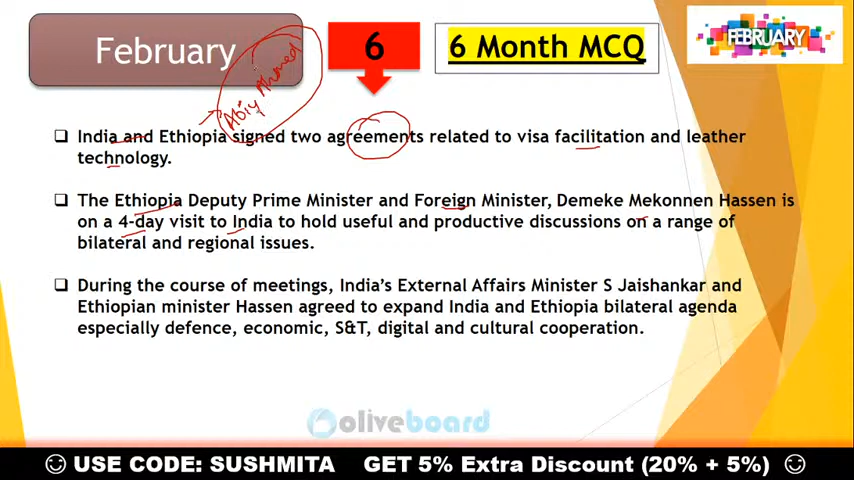 February
6
6 Month MCQ
FEBRUARY
Abiy Ahmed
❑ India and Ethiopia signed two agreements related to visa facilitation and leather
technology.
❑ The Ethiopia Deputy Prime Minister and Foreign Minister, Demeke Mekonnen Hassen is
on a 4-day visit to India to hold useful and productive discussions on a range of
bilateral and regional issues.
❑ During the course of meetings, India's External Affairs Minister S Jaishankar and
Ethiopian minister Hassen agreed to expand India and Ethiopia bilateral agenda
especially defence, economic, S&T, digital and cultural cooperation.
oliveboard
USE CODE: SUSHMITA GET 5% Extra Discount (20% + 5%)